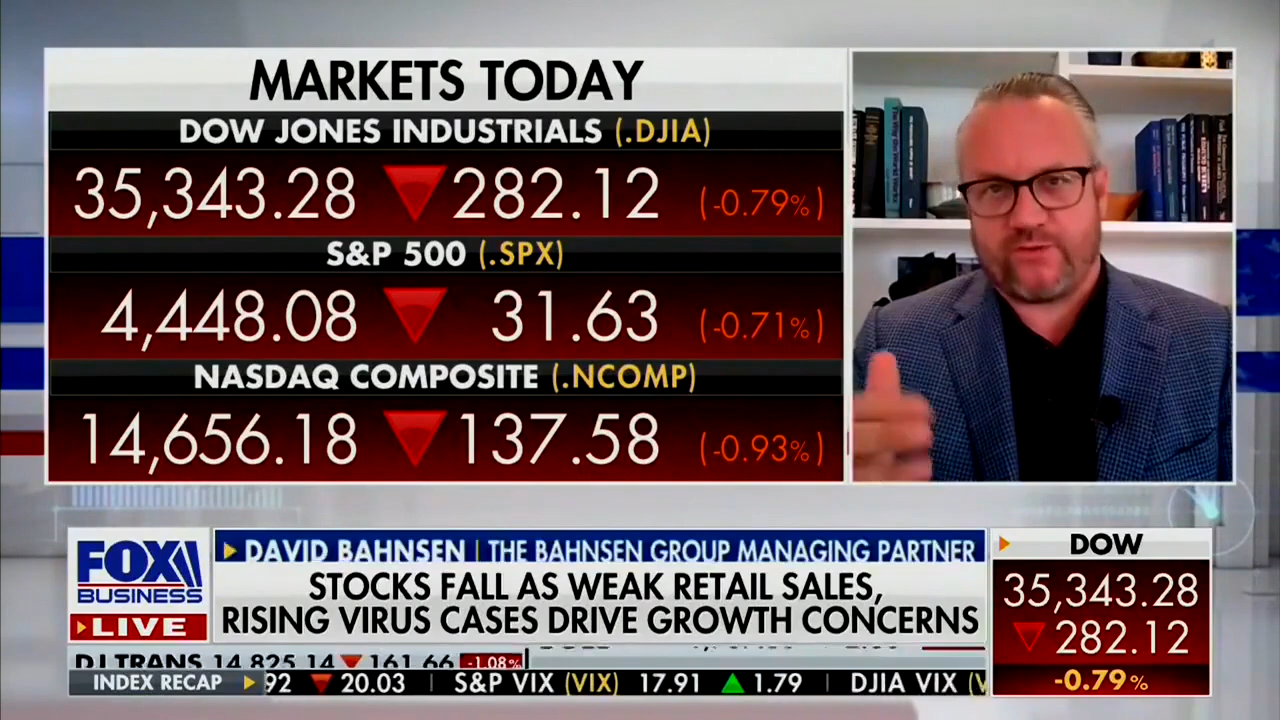 MARKETS TODAY
DOW JONES INDUSTRIALS (.DJIA)
35,343.28 ▼ 282.12 (-0.79%)
S&P 500 (.SPX)
4,448.08 ▼ 31.63 (-0.71%)
NASDAQ COMPOSITE (.NCOMP)
14,656.18 ▼ 137.58 (-0.93%)
FOX
BUSINESS
LIVE
DAVID BAHNSEN | THE BAHNSEN GROUP MANAGING PARTNER
STOCKS FALL AS WEAK RETAIL SALES,
RISING VIRUS CASES DRIVE GROWTH CONCERNS
DOW
35,343.28
▼ 282.12
-0.79%
DJ TRANS 14,825.14 ▼ 161.66 -1.08%
INDEX RECAP 92 ▼ 20.03 | S&P VIX (VIX) 17.91 ▲ 1.79 | DJIA VIX (V